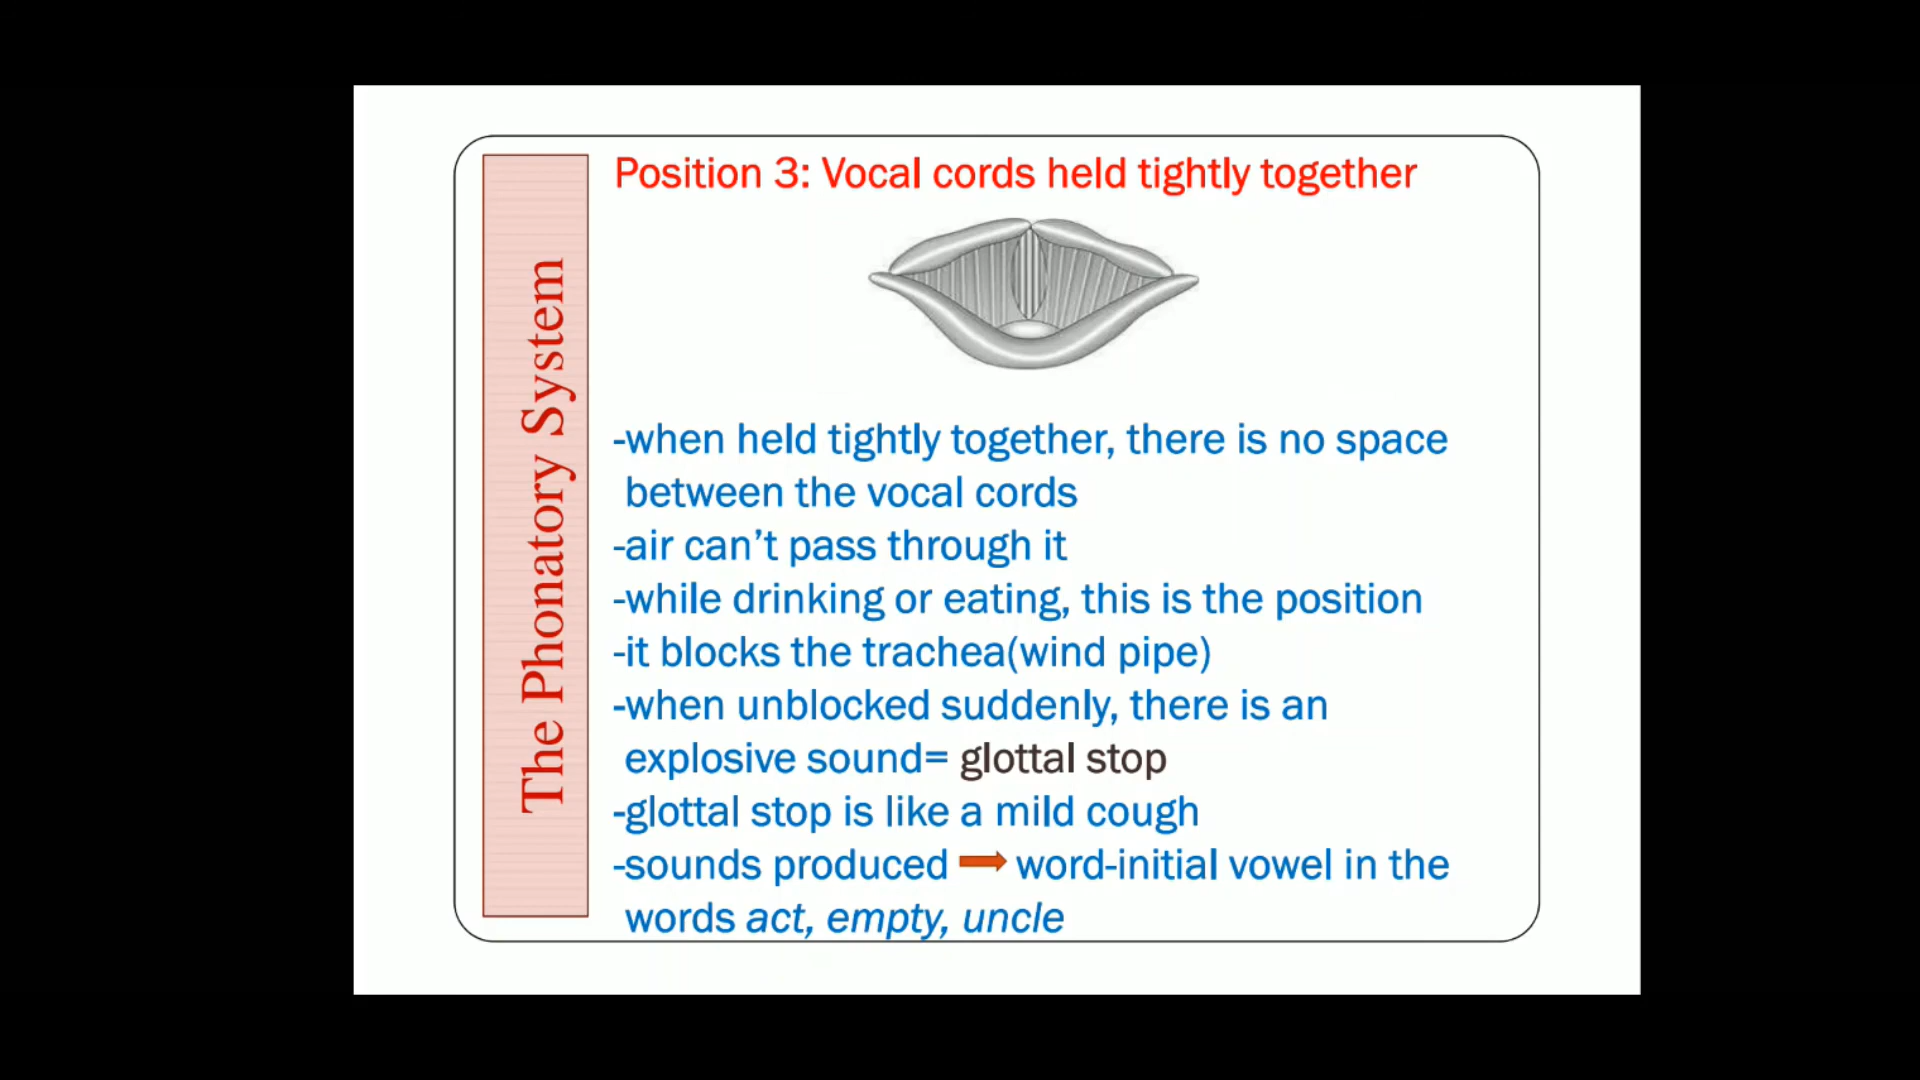 The Phonatory System
Position 3: Vocal cords held tightly together
-when held tightly together, there is no space
between the vocal cords
-air can’t pass through it
-while drinking or eating, this is the position
-it blocks the trachea(wind pipe)
-when unblocked suddenly, there is an
explosive sound= glottal stop
-glottal stop is like a mild cough
-sounds produced word-initial vowel in the
words act, empty, uncle